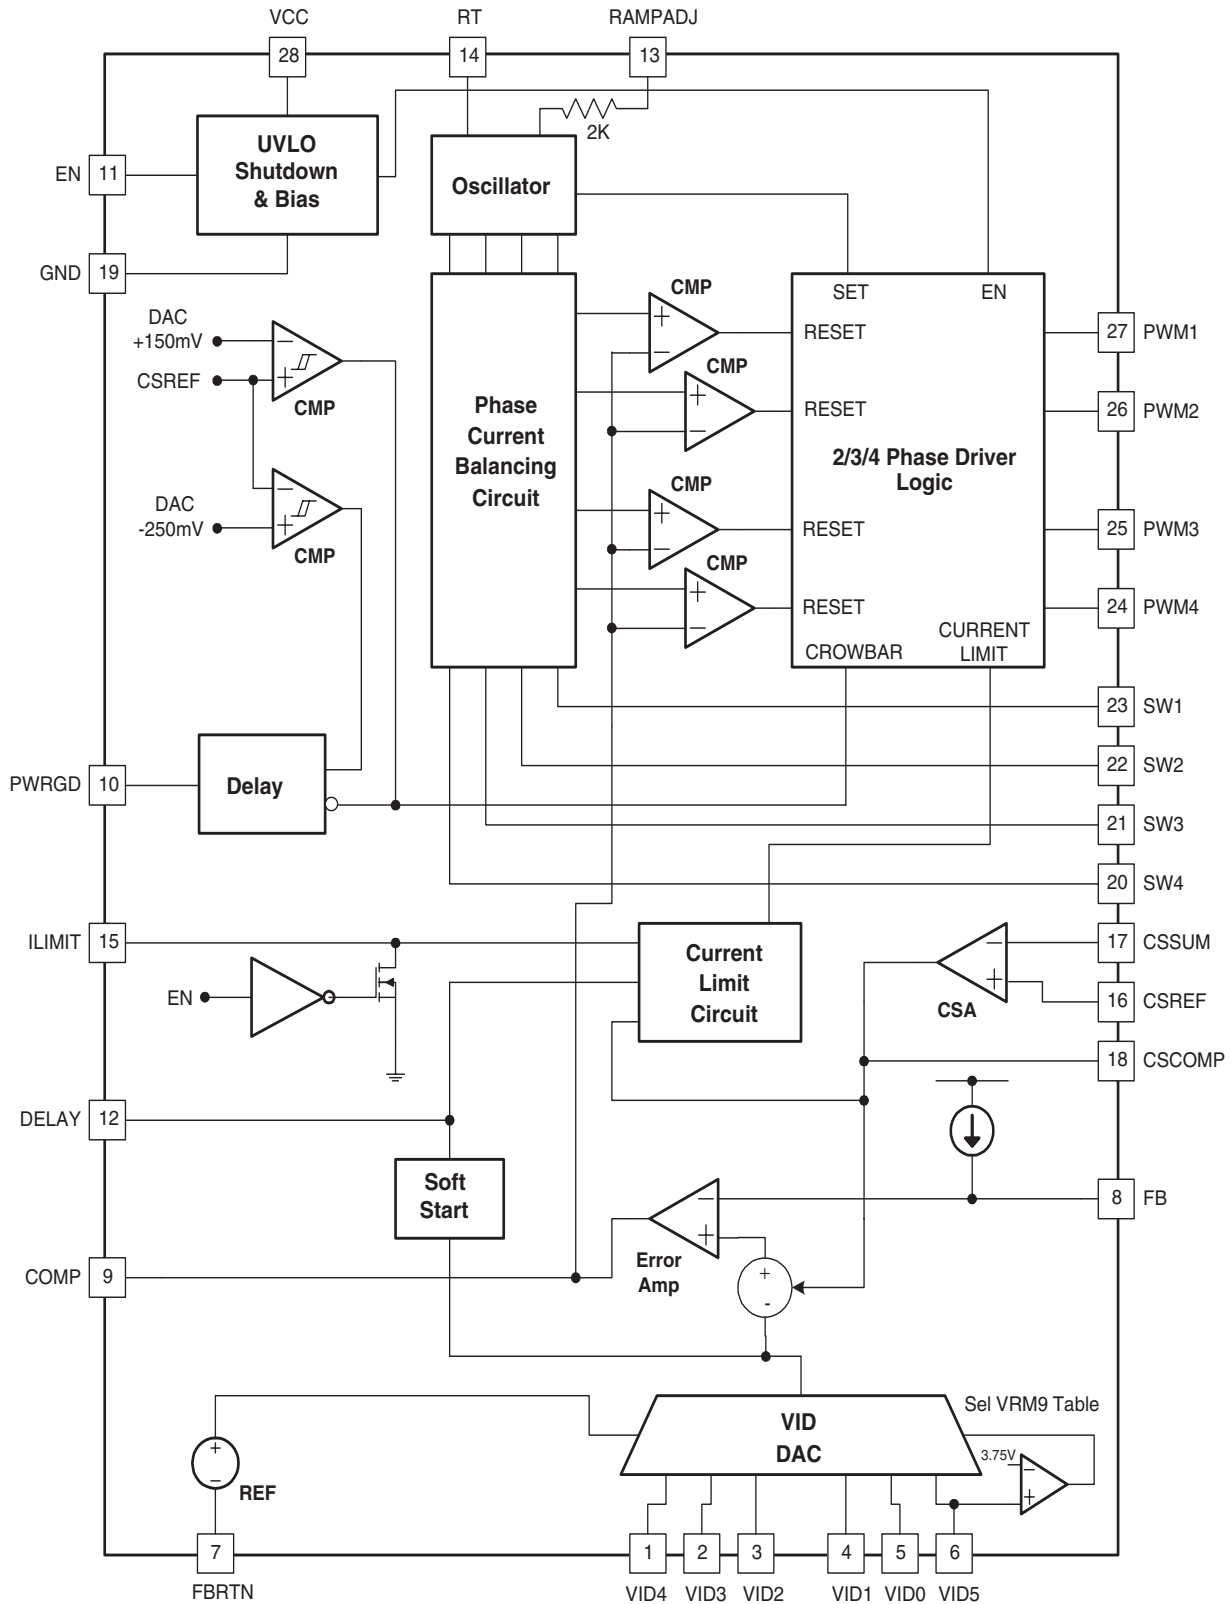 VCC RT RAMPADJ
28 14 13
2K
UVLO
Shutdown
& Bias
EN 11
Oscillator
GND 19
CMP
SET EN
DAC
+150mV
−
+
−
RESET
27 PWM1
CSREF
+
CMP
CMP
+
−
RESET
26 PWM2
Phase
Current
Balancing
Circuit
2/3/4 Phase Driver
Logic
−
DAC
-250mV
+
CMP
CMP
+
−
RESET
25 PWM3
CMP
+
−
RESET
24 PWM4
CROWBAR
CURRENT
LIMIT
23 SW1
22 SW2
PWRGD 10
Delay
21 SW3
20 SW4
ILIMIT 15
Current
Limit
Circuit
−
+
CSA
17 CSSUM
EN
16 CSREF
18 CSCOMP
DELAY 12
Soft
Start
−
+
8 FB
Error
Amp
COMP 9
+
-
Sel VRM9 Table
VID
DAC
3.75V
−
+
+
−
REF
7
1 2 3 4 5 6
FBRTN
VID4 VID3 VID2 VID1 VID0 VID5